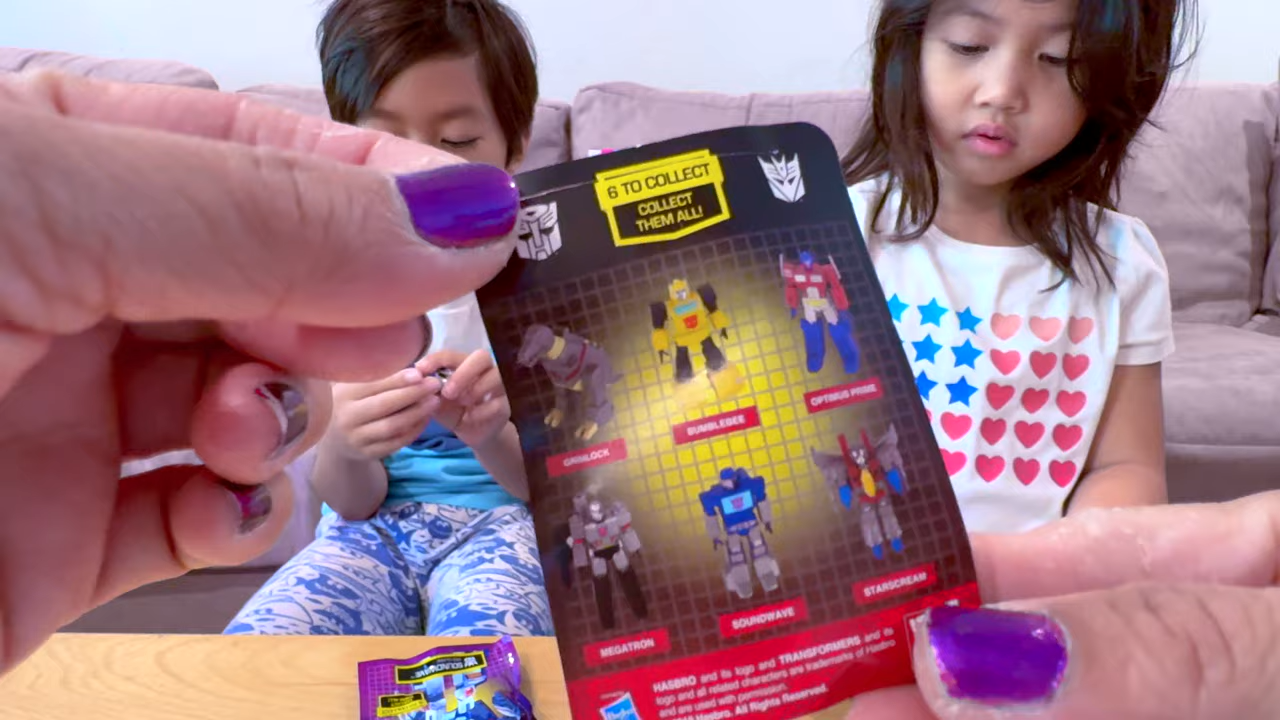 6 TO COLLECT
COLLECT
THEM ALL!
GRIMLOCK
BUMBLEBEE
OPTIMUS PRIME
MEGATRON
SOUNDWAVE
STARSCREAM
HASBRO and its logo and TRANSFORMERS and its
logo and all related characters are trademarks of Hasbro
and are used with permission.
Hasbro. All Rights Reserved.
Hasbro
SOUNDWAVE